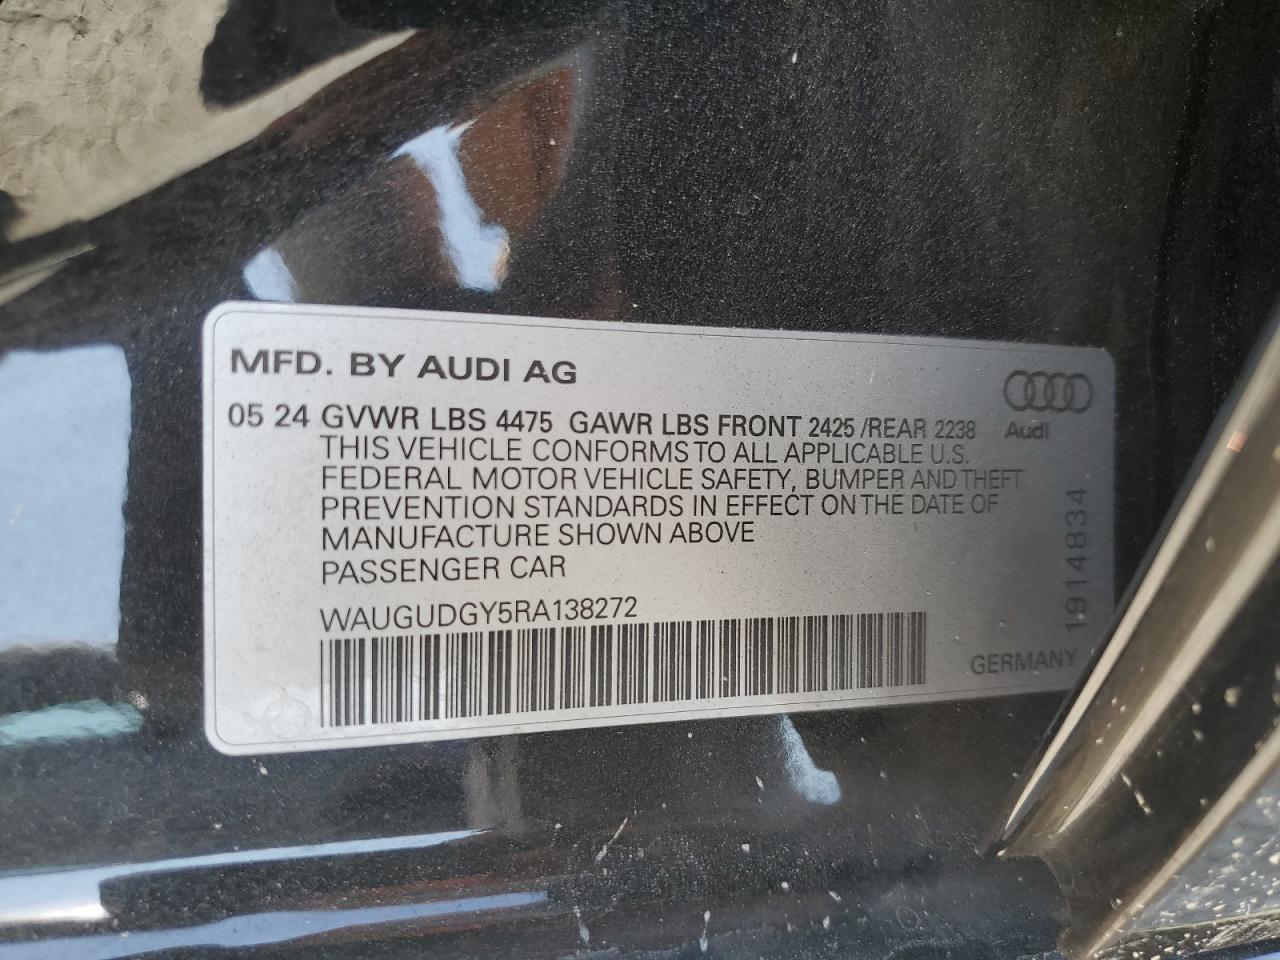 MFD. BY AUDI AG
05 24 GVWR LBS 4475 GAWR LBS FRONT 2425 /REAR 2238
Audi
THIS VEHICLE CONFORMS TO ALL APPLICABLE U.S.
FEDERAL MOTOR VEHICLE SAFETY, BUMPER AND THEFT
PREVENTION STANDARDS IN EFFECT ON THE DATE OF
MANUFACTURE SHOWN ABOVE
PASSENGER CAR
WAUGUDGY5RA138272
GERMANY
19148834